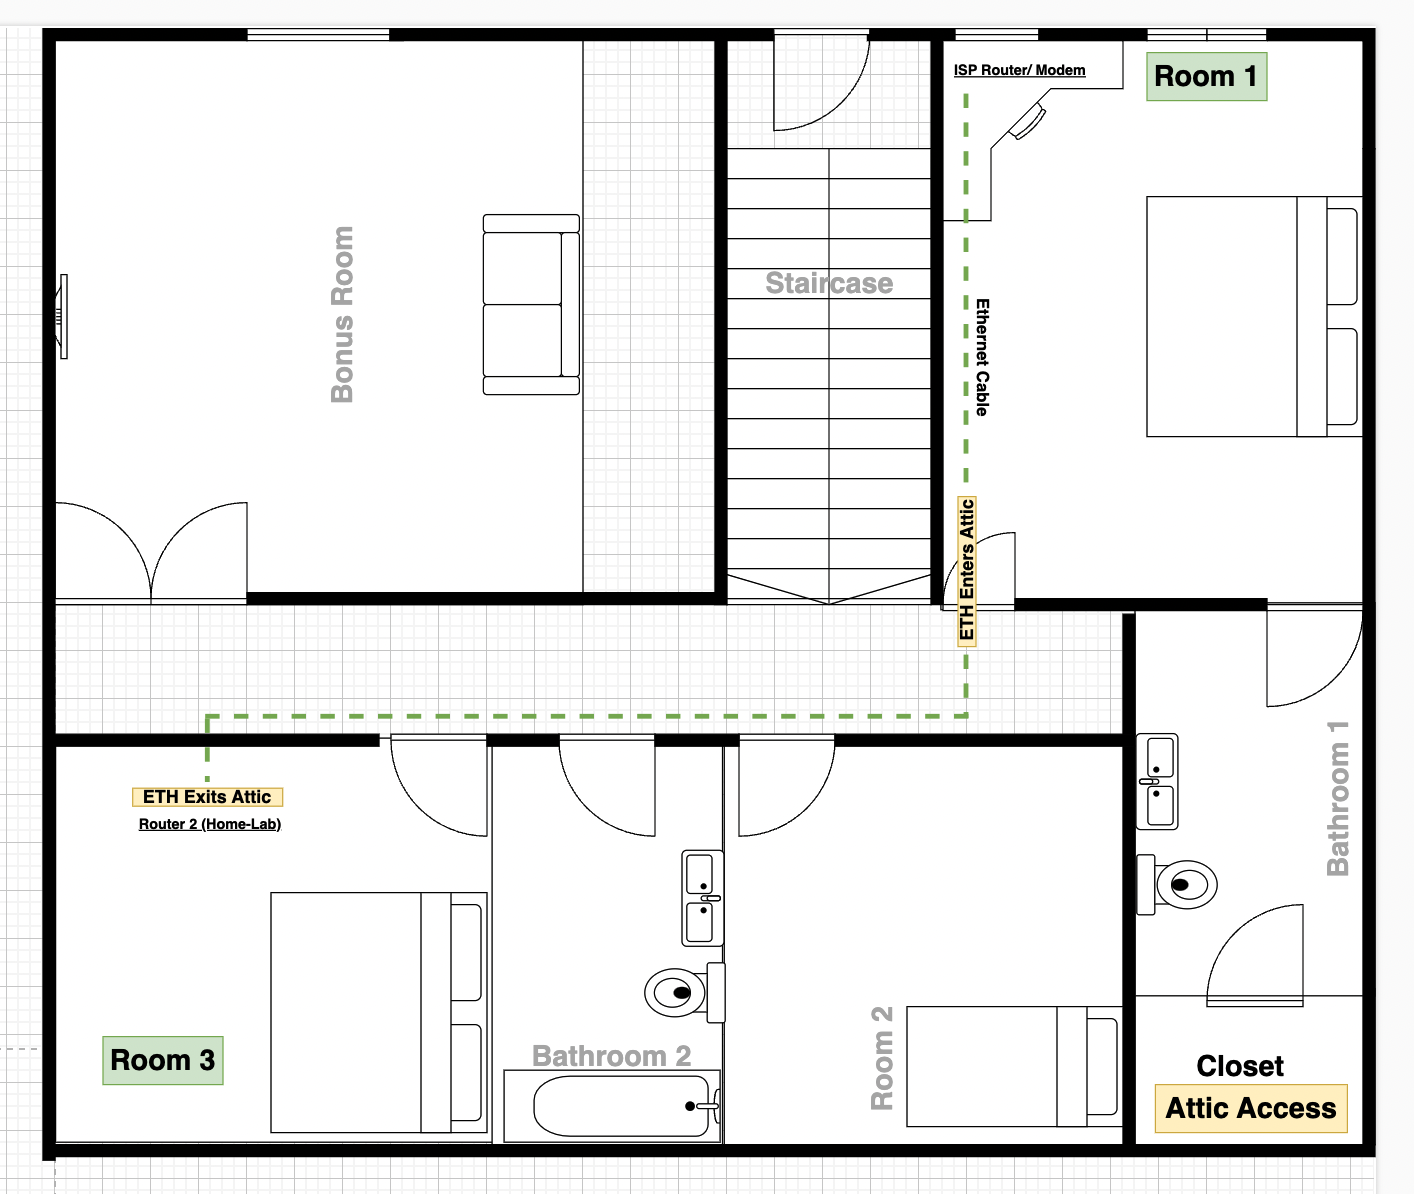 ISP Router/ Modem
Room 1
Bonus Room
Staircase
Ethernet Cable
ETH Enters Attic
ETH Exits Attic
Router 2 (Home-Lab)
Bathroom 1
Room 3
Bathroom 2
Room 2
Closet
Attic Access